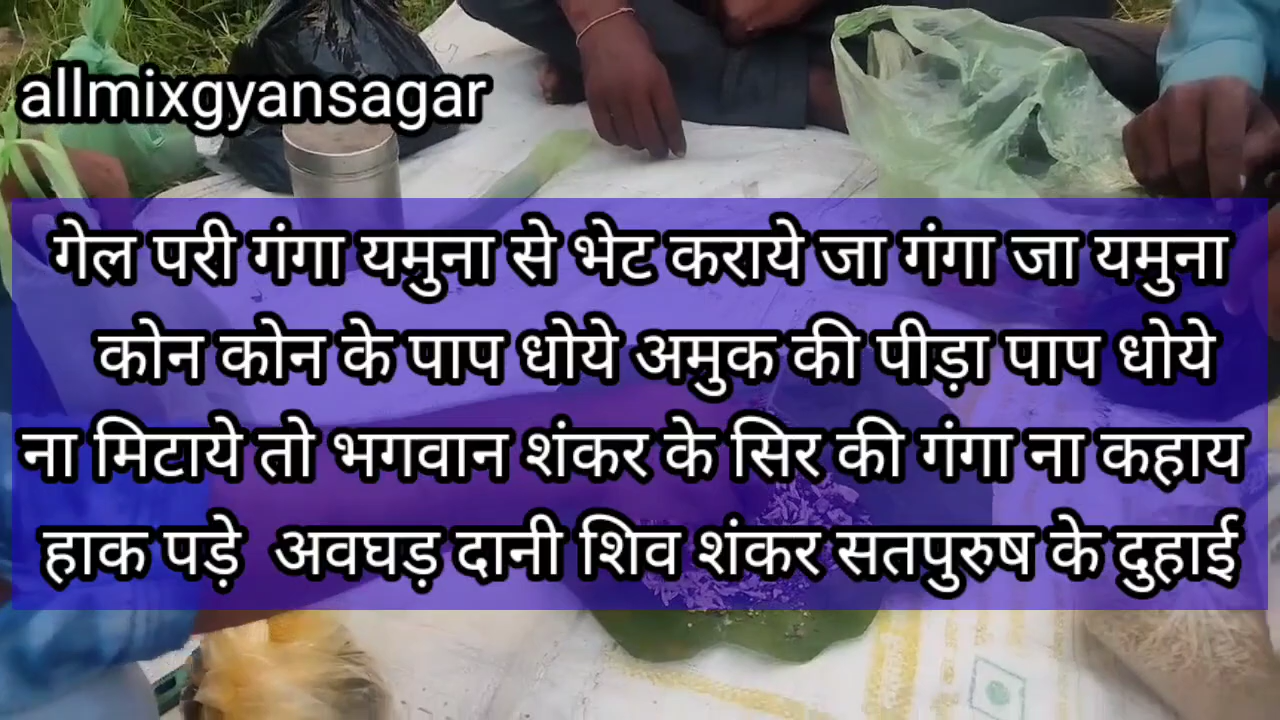 allmixgyansagar
गेल परी गंगा यमुना से भेट कराये जा गंगा जा यमुना
कोन कोन के पाप धोये अमुक की पीड़ा पाप धोये
ना मिटाये तो भगवान शंकर के सिर की गंगा ना कहाय
हाक पड़े अवघड़ दानी शिव शंकर सतपुरुष के दुहाई